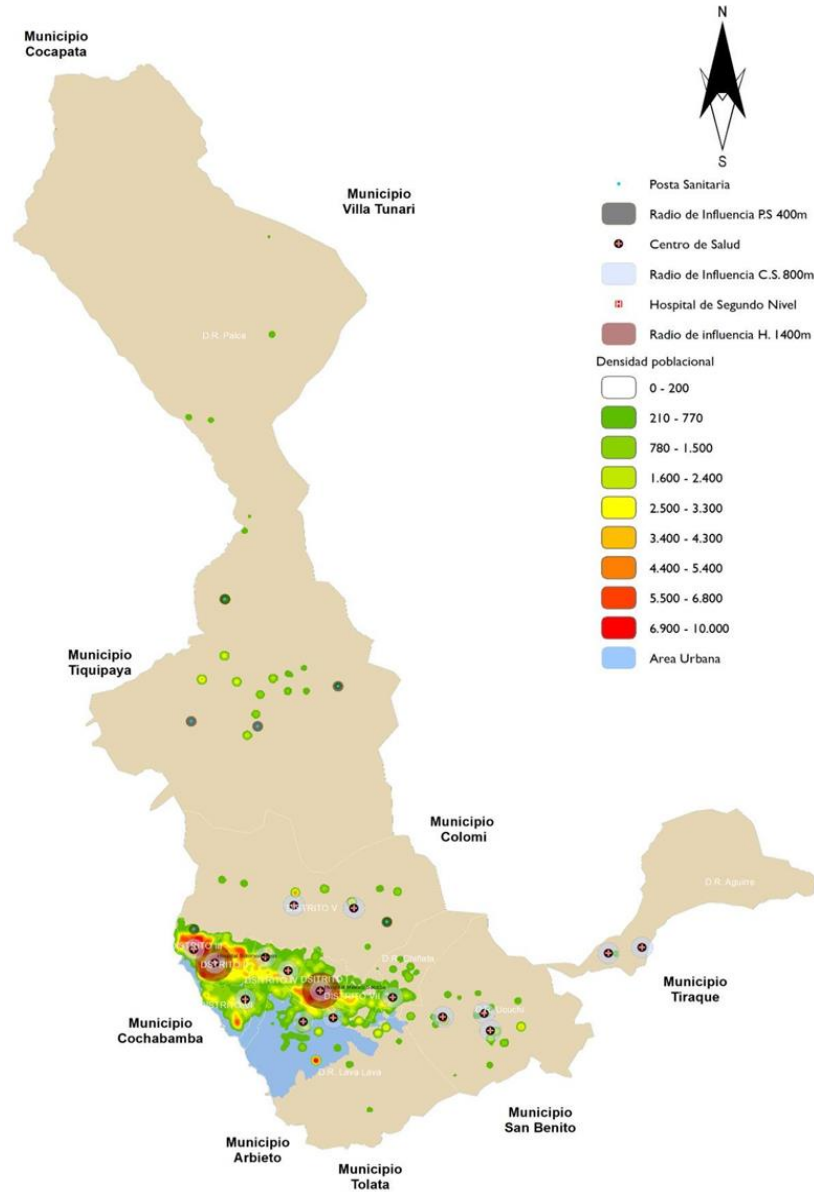 Municipio
Cocapata
N
S
Municipio
Villa Tunari
Posta Sanitaria
Radio de Influencia P.S 400m
Centro de Salud
Radio de Influencia C.S. 800m
H
Hospital de Segundo Nivel
Radio de influencia H. 1400m
Densidad poblacional
0 - 200
210 - 770
780 - 1.500
1.600 - 2.400
2.500 - 3.300
3.400 - 4.300
4.400 - 5.400
5.500 - 6.800
6.900 - 10.000
Area Urbana
D.R. Palca
Municipio
Tiquipaya
Municipio
Colomi
D.R. Aguirre
DISTRITO V
D.R. Chiñata
Municipio
Tiraque
Ucuchi
Municipio
Cochabamba
D.R. Lava Lava
Municipio
San Benito
Municipio
Arbieto
Municipio
Tolata